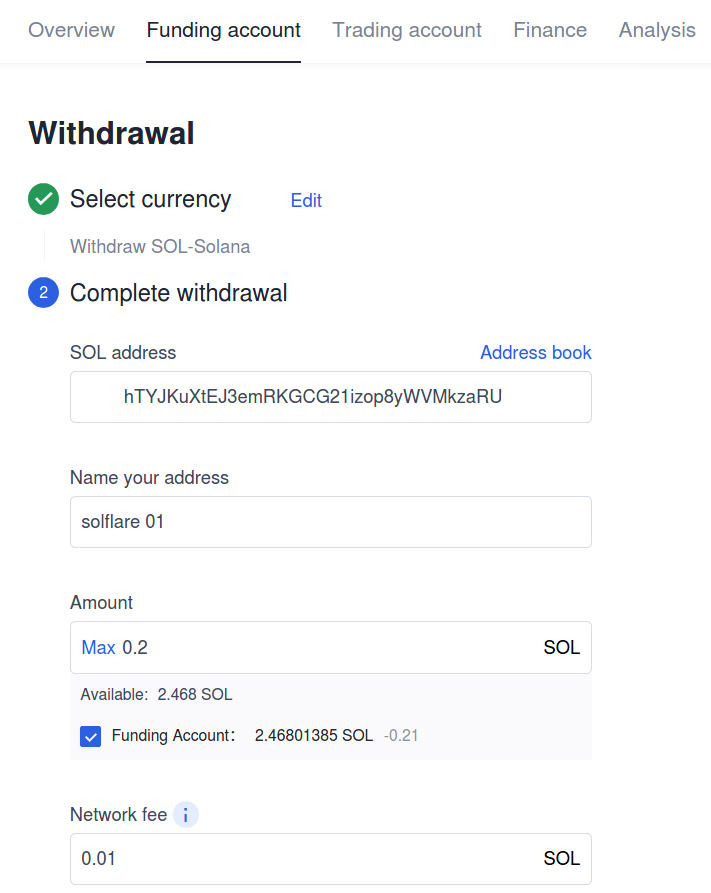 Overview Funding account Trading account Finance Analysis
Withdrawal
Select currency Edit
Withdraw SOL-Solana
2 Complete withdrawal
SOL address Address book
hTYJKuXtEJ3emRKGCG21izop8yWVMkzaRU
Name your address
solflare 01
Amount
Max 0.2 SOL
Available: 2.468 SOL
Funding Account: 2.46801385 SOL -0.21
Network fee i
0.01 SOL